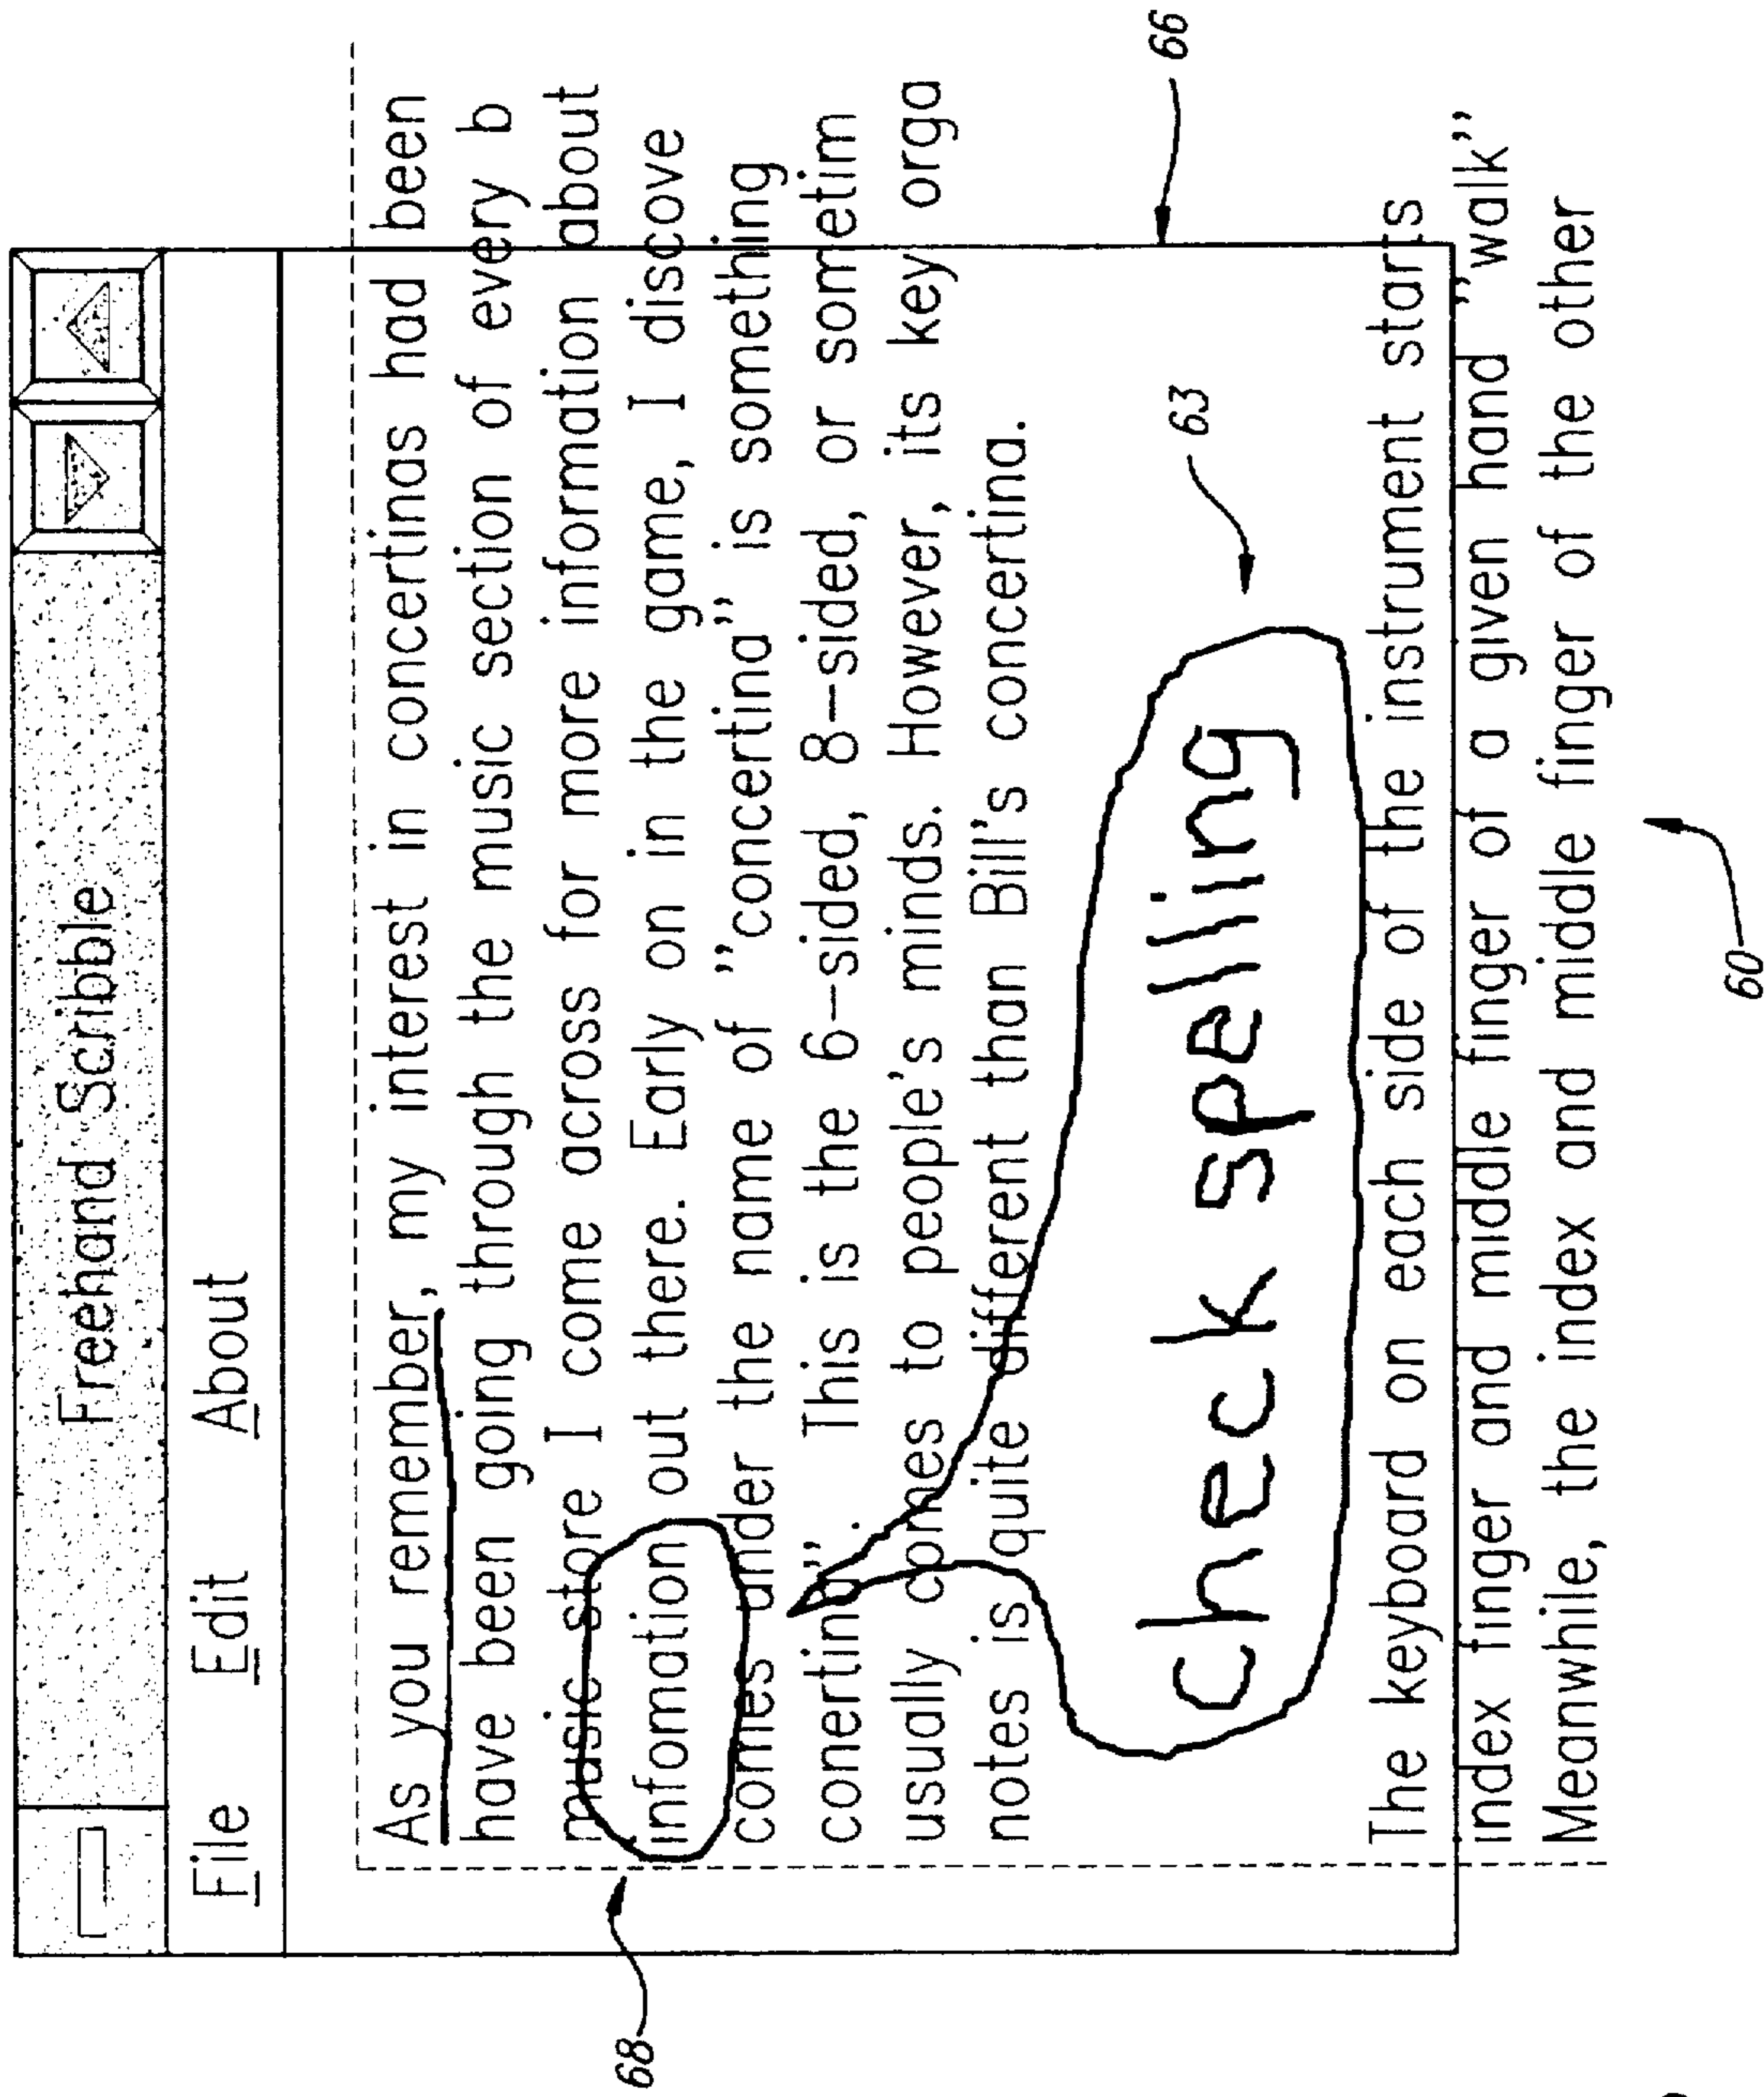 Freehand Scribble
File Edit About
As you remember, my interest in concertinas had been
have been going through the music section of every b
music store I come across for more information about
infomation out there. Early on in the game, I discove
comes under the name of "concertina" is something
conertina". This is the 6-sided, 8-sided, or sometim
usually comes to people's minds. However, its key orga
notes is quite different than Bill's concertina.
check spelling
The keyboard on each side of the instrument starts
index finger and middle finger of a given hand "walk"
Meanwhile, the index and middle finger of the other
66
63
68
60